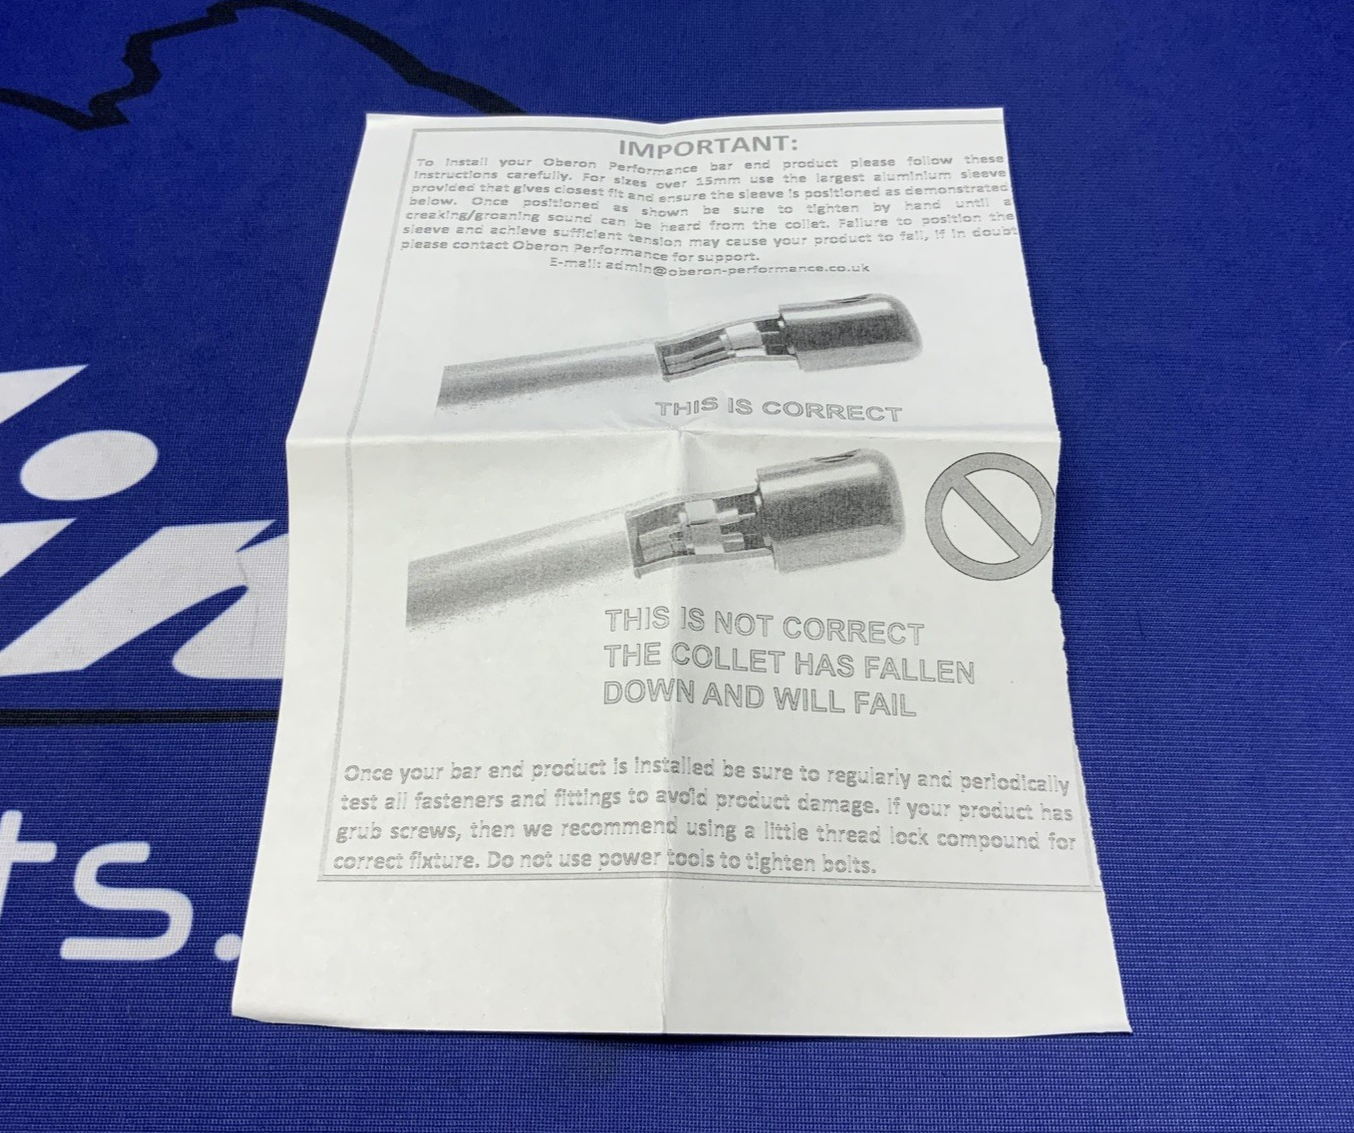 IMPORTANT:
To install your Oberon Performance bar end product please follow these
instructions carefully. For sizes over 15mm use the largest aluminium sleeve
provided that gives closest fit and ensure the sleeve is positioned as demonstrated
below. Once positioned as shown be sure to tighten by hand until a
creaking/groaning sound can be heard from the collet. Failure to position the
sleeve and achieve sufficient tension may cause your product to fail, if in doubt
please contact Oberon Performance for support.
E-mail: admin@oberon-performance.co.uk
THIS IS CORRECT
THIS IS NOT CORRECT
THE COLLET HAS FALLEN
DOWN AND WILL FAIL
Once your bar end product is installed be sure to regularly and periodically
test all fasteners and fittings to avoid product damage. If your product has
grub screws, then we recommend using a little thread lock compound for
correct fixture. Do not use power tools to tighten bolts.
ts.